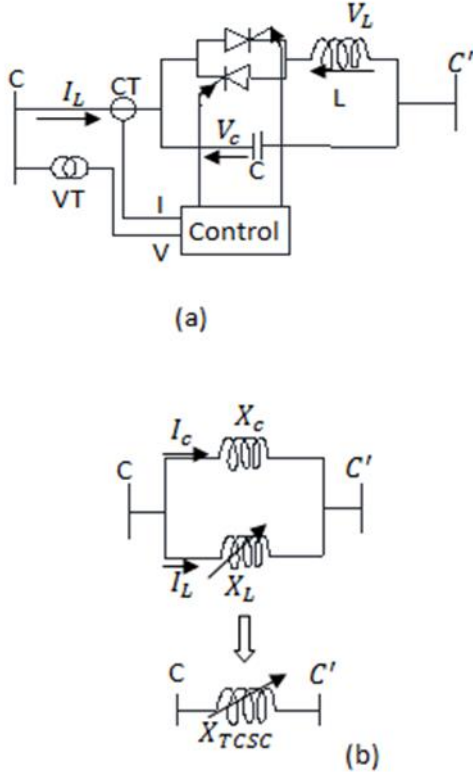 V_L
C
I_L
CT
C'
L
V_c
C
VT
I
V
Control
(a)
X_c
I_c
C
C'
I_L
X_L
C
C'
X_TCSC
(b)